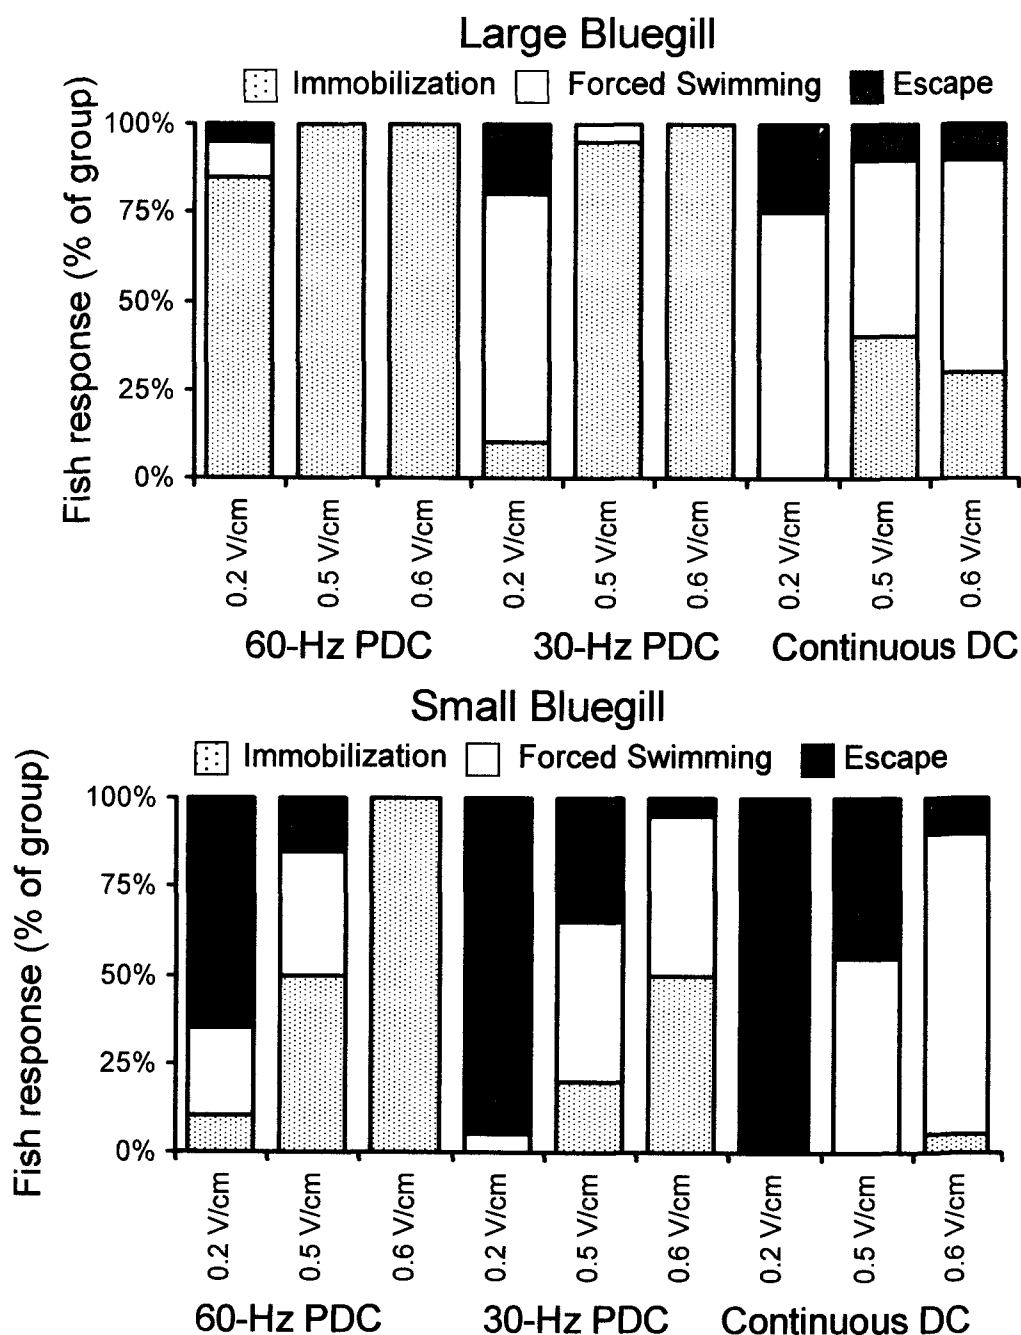 Large Bluegill
Immobilization Forced Swimming Escape
Fish response (% of group)
100%
75%
50%
25%
0%
0.2 V/cm 0.5 V/cm 0.6 V/cm 0.2 V/cm 0.5 V/cm 0.6 V/cm 0.2 V/cm 0.5 V/cm 0.6 V/cm
60-Hz PDC 30-Hz PDC Continuous DC
Small Bluegill
Immobilization Forced Swimming Escape
Fish response (% of group)
100%
75%
50%
25%
0%
0.2 V/cm 0.5 V/cm 0.6 V/cm 0.2 V/cm 0.5 V/cm 0.6 V/cm 0.2 V/cm 0.5 V/cm 0.6 V/cm
60-Hz PDC 30-Hz PDC Continuous DC